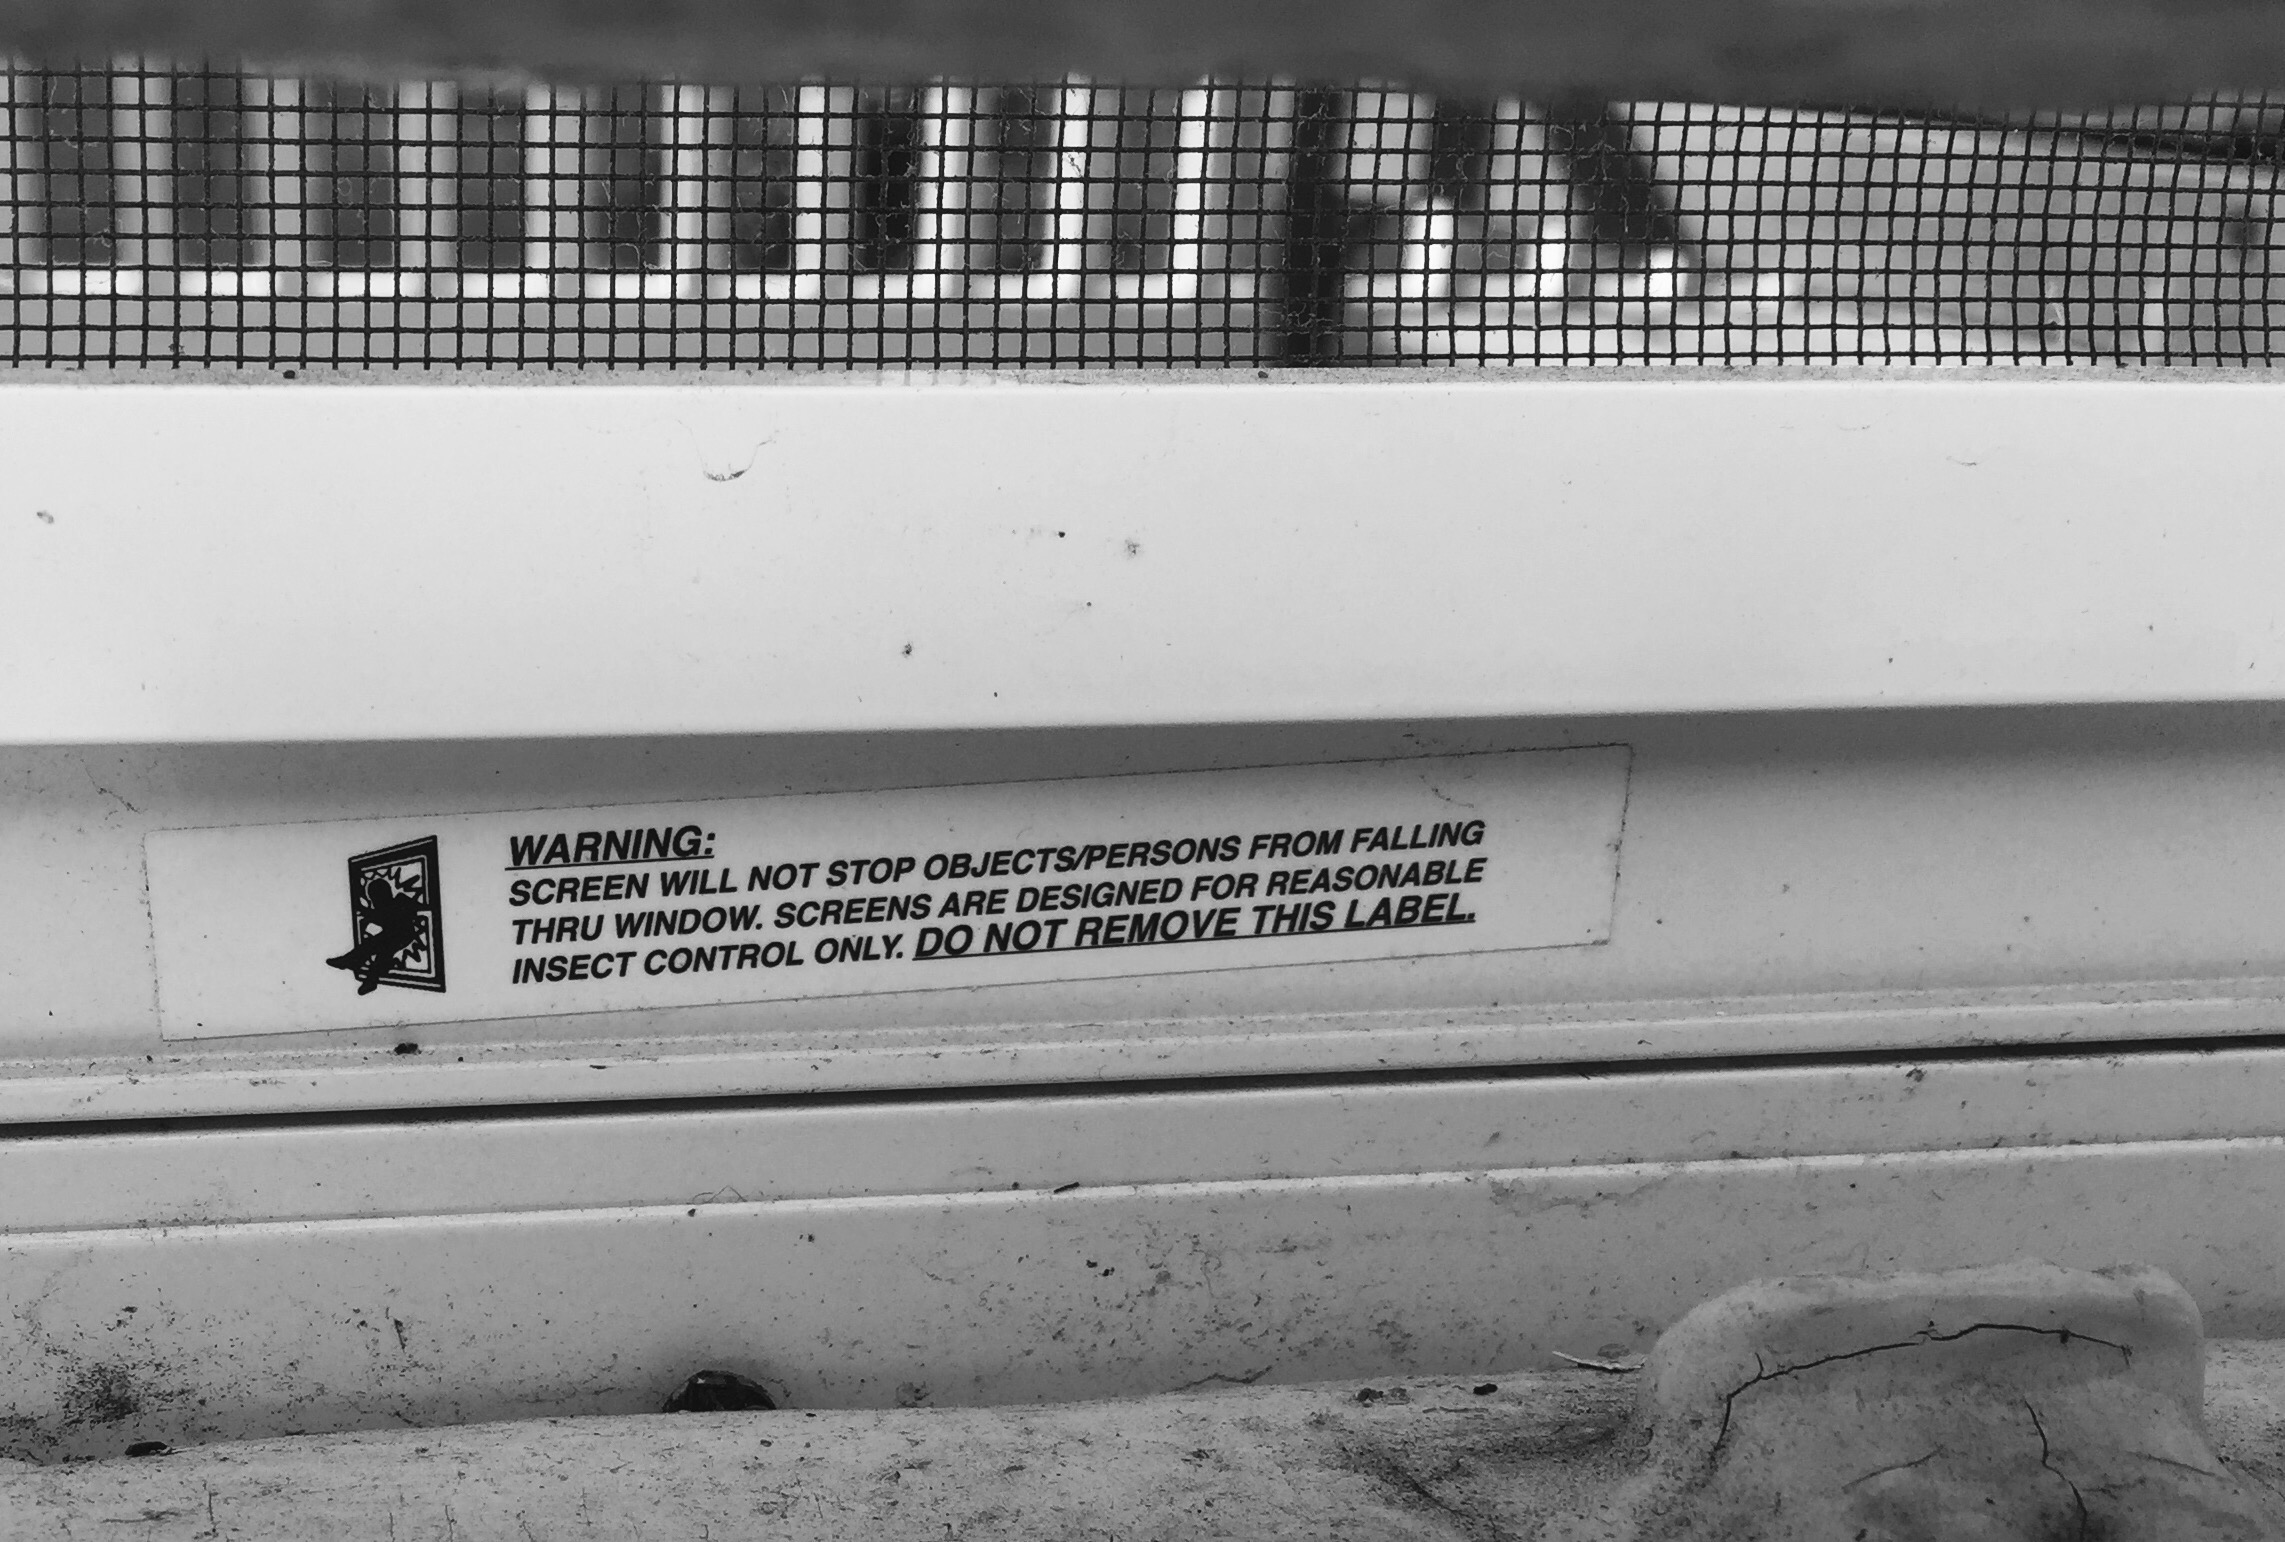 WARNING:
SCREEN WILL NOT STOP OBJECTS/PERSONS FROM FALLING
THRU WINDOW. SCREENS ARE DESIGNED FOR REASONABLE
INSECT CONTROL ONLY. DO NOT REMOVE THIS LABEL.